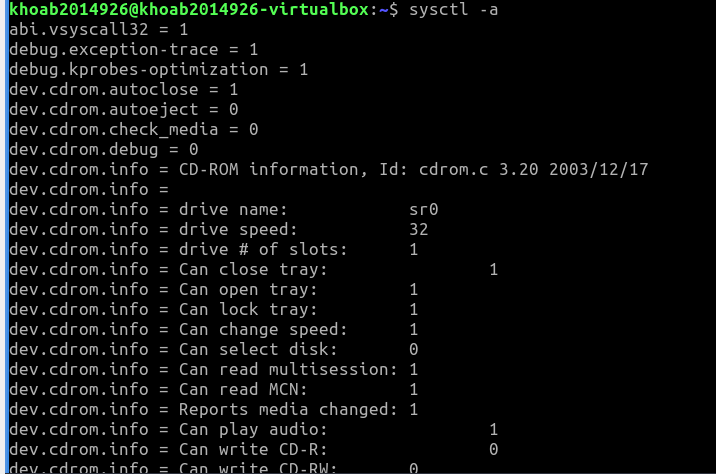 khoab2014926@khoab2014926-virtualbox:~$ sysctl -a
abi.vsyscall32 = 1
debug.exception-trace = 1
debug.kprobes-optimization = 1
dev.cdrom.autoclose = 1
dev.cdrom.autoeject = 0
dev.cdrom.check_media = 0
dev.cdrom.debug = 0
dev.cdrom.info = CD-ROM information, Id: cdrom.c 3.20 2003/12/17
dev.cdrom.info =
dev.cdrom.info = drive name:            sr0
dev.cdrom.info = drive speed:           32
dev.cdrom.info = drive # of slots:      1
dev.cdrom.info = Can close tray:                1
dev.cdrom.info = Can open tray:         1
dev.cdrom.info = Can lock tray:         1
dev.cdrom.info = Can change speed:      1
dev.cdrom.info = Can select disk:       0
dev.cdrom.info = Can read multisession: 1
dev.cdrom.info = Can read MCN:          1
dev.cdrom.info = Reports media changed: 1
dev.cdrom.info = Can play audio:                1
dev.cdrom.info = Can write CD-R:                0
dev.cdrom.info = Can write CD-RW:       0